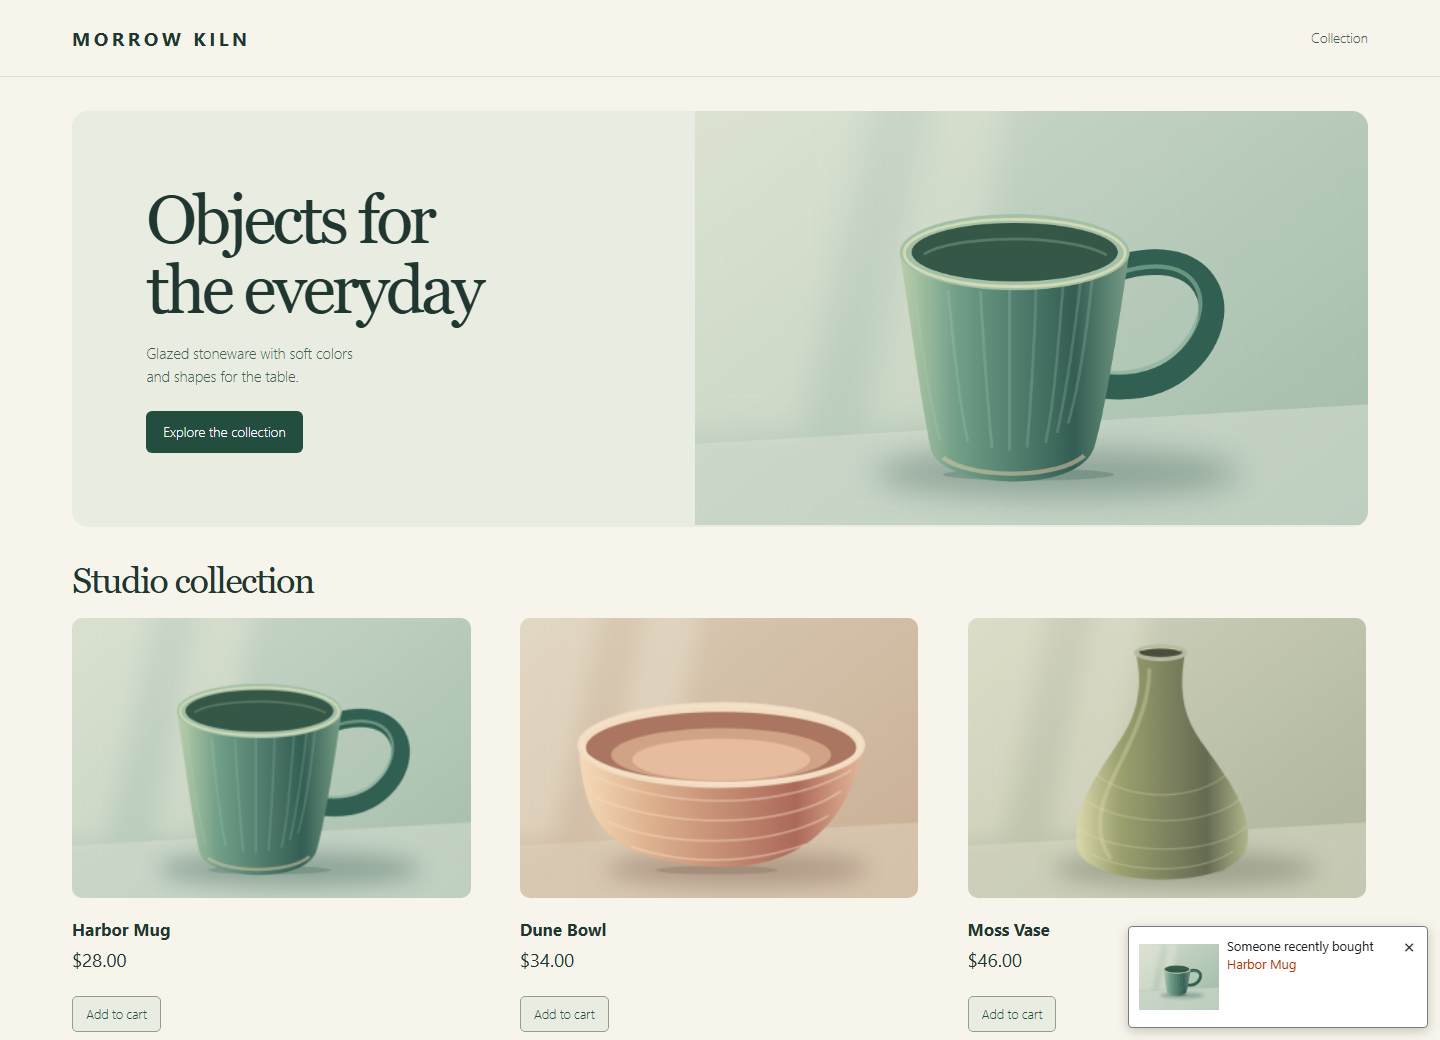 MORROW KILN
Collection
Objects for
the everyday
Glazed stoneware with soft colors
and shapes for the table.
Explore the collection
Studio collection
Harbor Mug
$28.00
Add to cart
Dune Bowl
$34.00
Add to cart
Moss Vase
$46.00
Add to cart
Someone recently bought
Harbor Mug